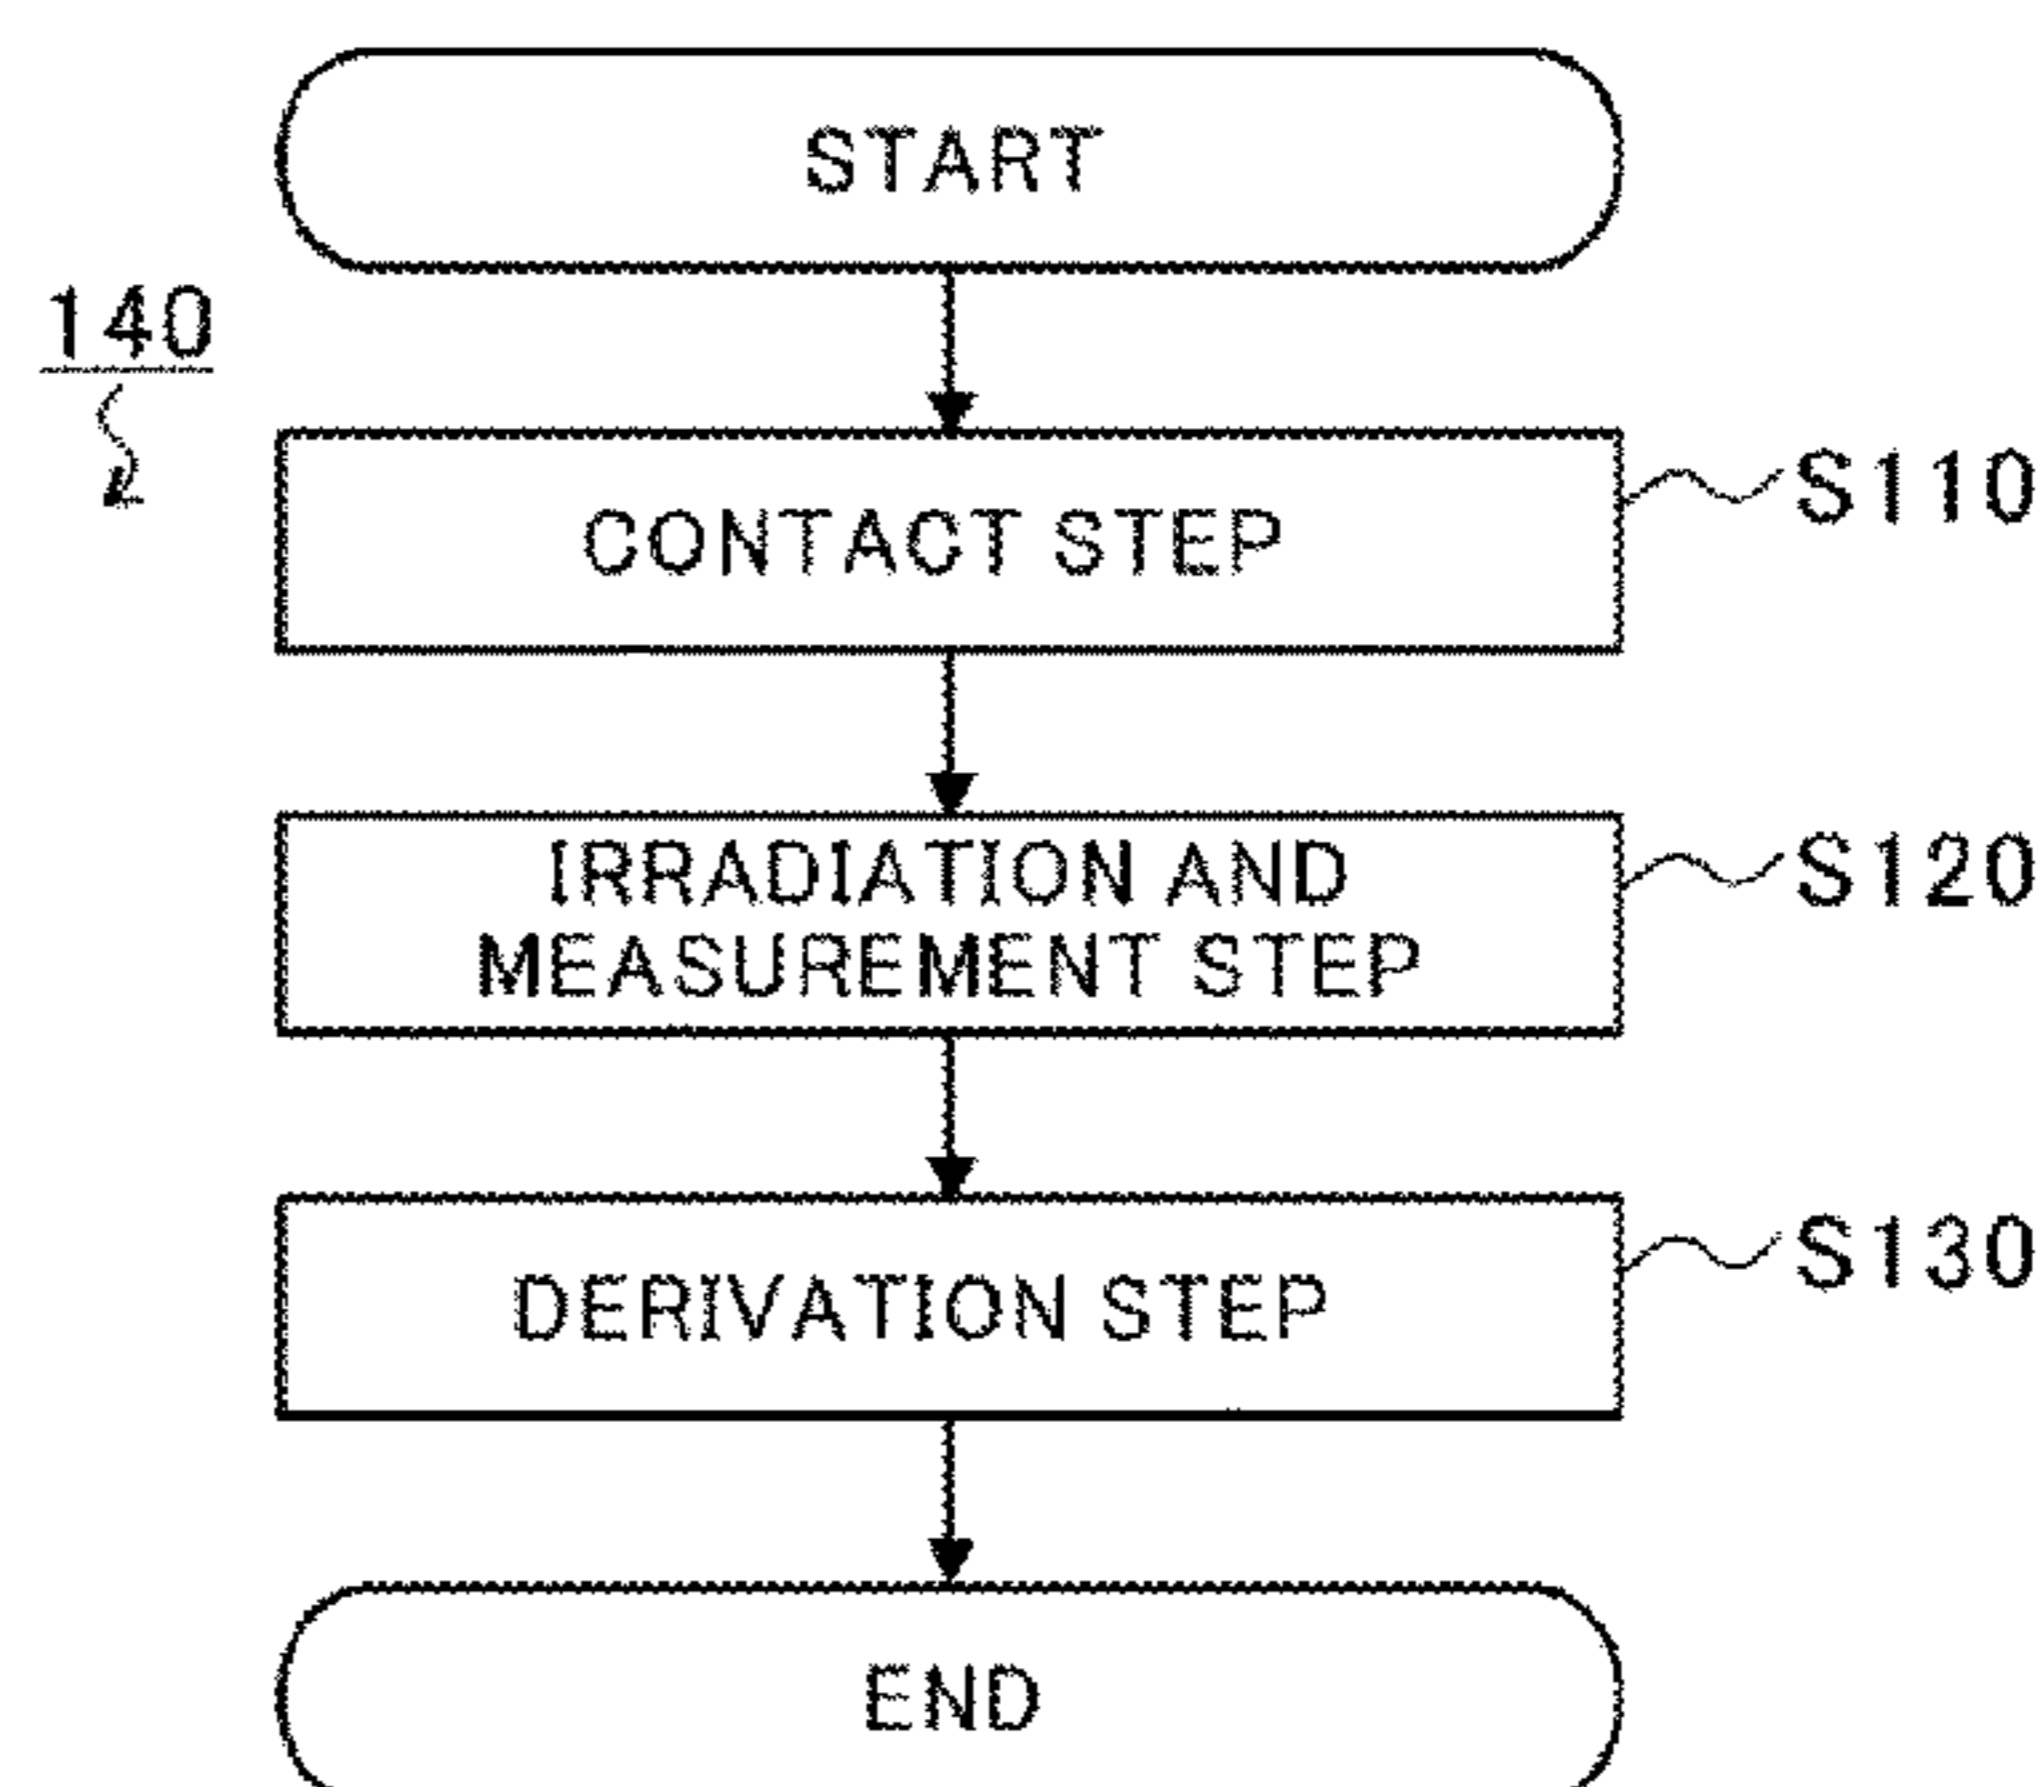 START
140
CONTACT STEP
S110
IRRADIATION AND
MEASUREMENT STEP
S120
DERIVATION STEP
S130
END